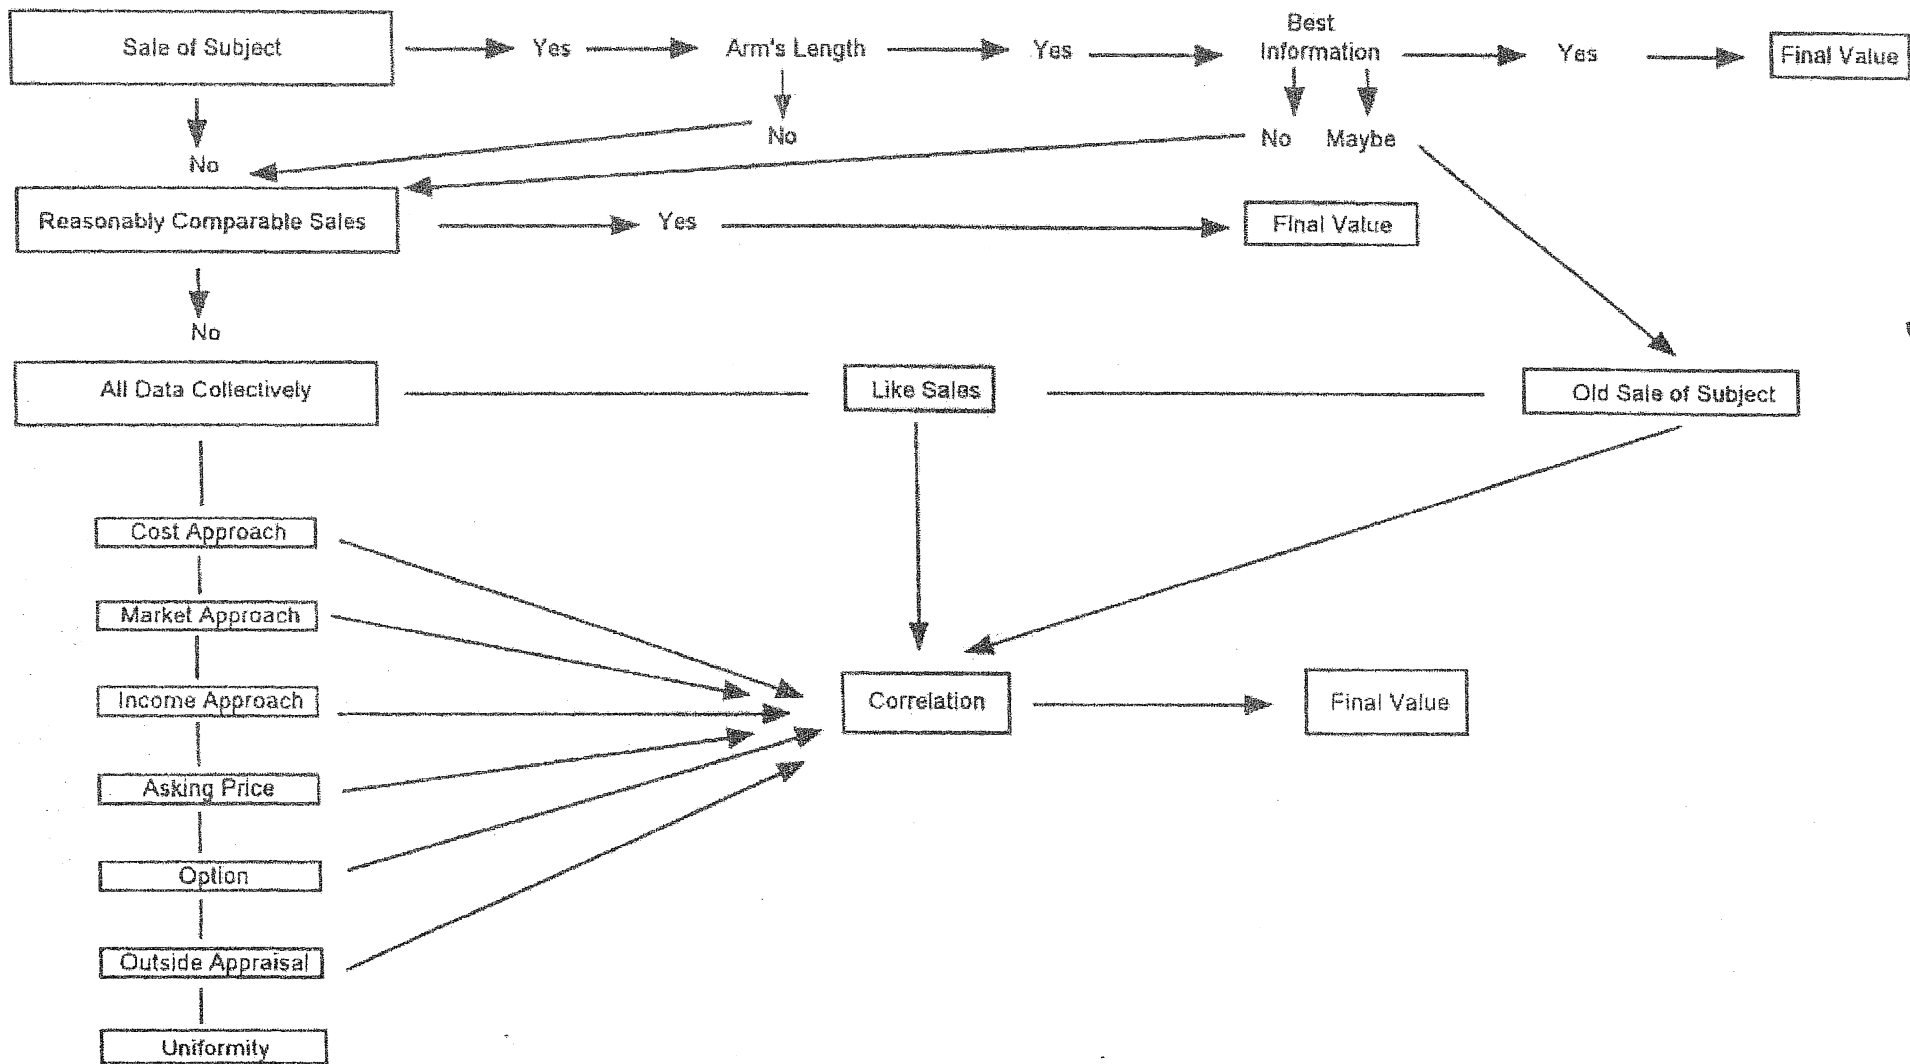 Sale of Subject
Yes
Arm's Length
Yes
Best
Information
Yes
Final Value
No
No
No
Maybe
Reasonably Comparable Sales
Yes
Final Value
No
All Data Collectively
Like Sales
Old Sale of Subject
Cost Approach
Market Approach
Income Approach
Correlation
Final Value
Asking Price
Option
Outside Appraisal
Uniformity